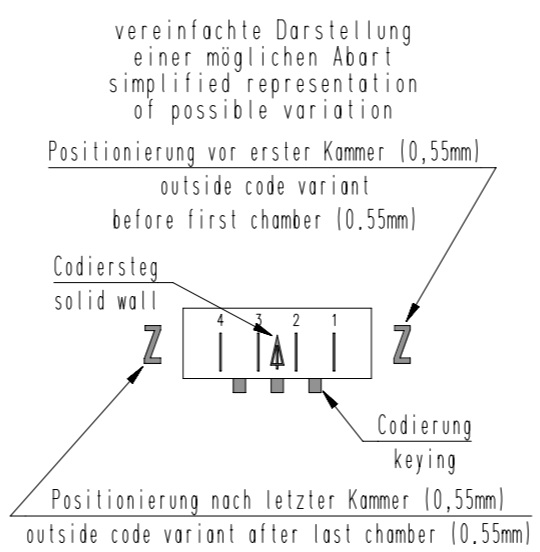 vereinfachte Darstellung
einer möglichen Abart
simplified representation
of possible variation
Positionierung vor erster Kammer (0,55mm)
outside code variant
before first chamber (0.55mm)
Codiersteg
solid wall
4 3 2 1
Z Z
Codierung
keying
Positionierung nach letzter Kammer (0,55mm)
outside code variant after last chamber (0.55mm)